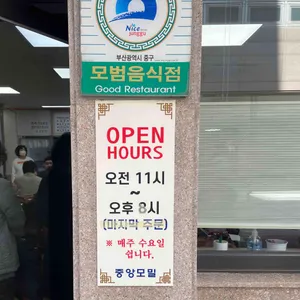 Nice
부산광역시 중구
모범음식점
Good Restaurant
OPEN
HOURS
오전 11시
~
오후 8시
(마지막 주문)
※ 매주 수요일
쉽니다.
중앙모밀